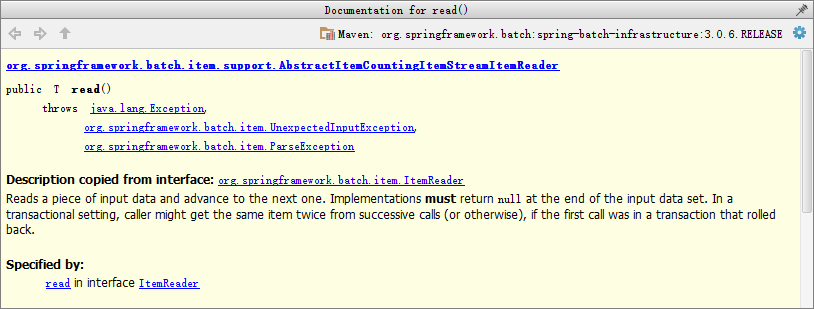 Documentation for read()
Maven: org.springframework.batch:spring-batch-infrastructure:3.0.6.RELEASE
org.springframework.batch.item.support.AbstractItemCountingItemStreamItemReader
public T read()
throws java.lang.Exception,
org.springframework.batch.item.UnexpectedInputException,
org.springframework.batch.item.ParseException
Description copied from interface: org.springframework.batch.item.ItemReader
Reads a piece of input data and advance to the next one. Implementations must return null at the end of the input data set. In a
transactional setting, caller might get the same item twice from successive calls (or otherwise), if the first call was in a transaction that rolled
back.
Specified by:
read in interface ItemReader